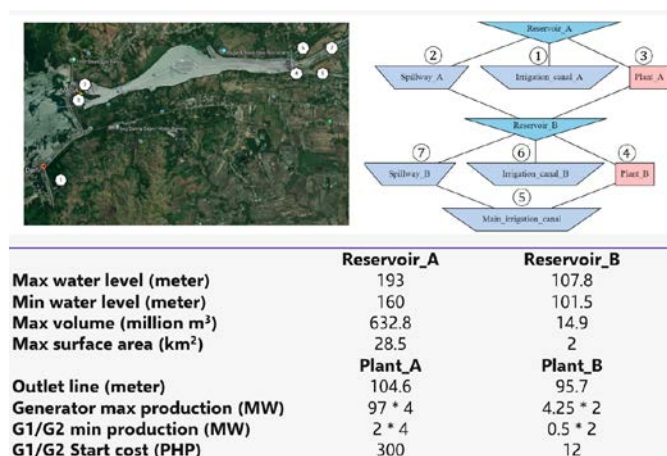 Reservoir_A
2
1
3
Spillway_A
Irrigation_canal_A
Plant_A
Reservoir_B
7
6
4
Spillway_B
Irrigation_canal_B
Plant_B
5
Main_irrigation_canal
Reservoir_A Reservoir_B
Max water level (meter) 193 107.8
Min water level (meter) 160 101.5
Max volume (million m³) 632.8 14.9
Max surface area (km²) 28.5 2
Plant_A Plant_B
Outlet line (meter) 104.6 95.7
Generator max production (MW) 97 * 4 4.25 * 2
G1/G2 min production (MW) 2 * 4 0.5 * 2
G1/G2 Start cost (PHP) 300 12